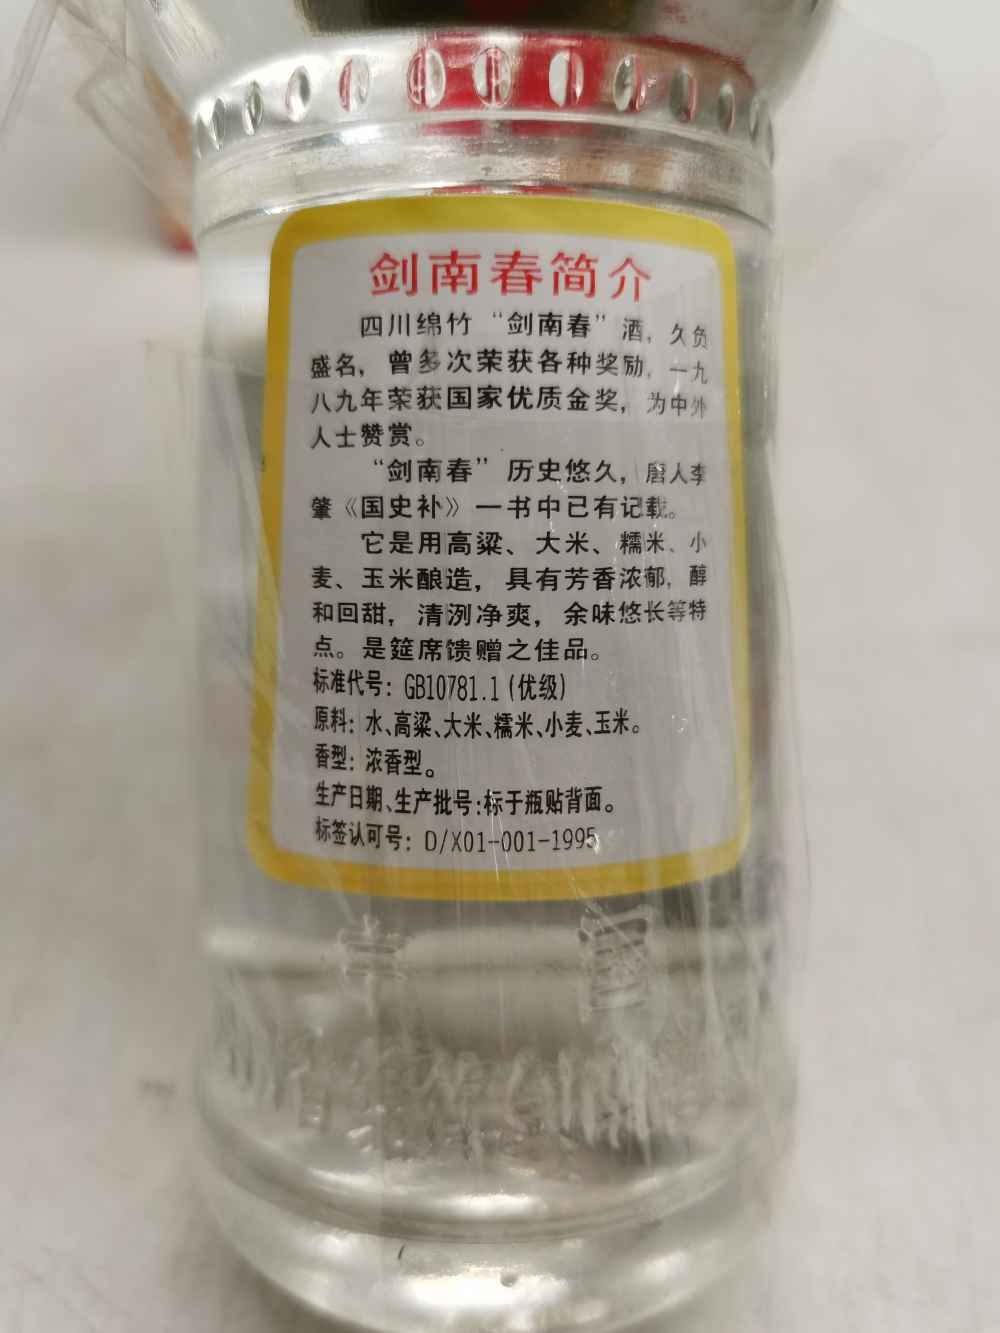 剑南春简介
四川绵竹“剑南春”酒，久负
盛名，曾多次荣获各种奖励，一九
八九年荣获国家优质金奖，为中外
人士赞赏。
“剑南春”历史悠久，唐人李
肇《国史补》一书中已有记载。
它是用高粱、大米、糯米、小
麦、玉米酿造，具有芳香浓郁，醇
和回甜，清洌净爽，余味悠长等特
点。是筵席馈赠之佳品。
标准代号：GB10781.1(优级)
原料：水、高粱、大米、糯米、小麦、玉米。
香型：浓香型。
生产日期、生产批号：标于瓶贴背面。
标签认可号：D/X01-001-1995